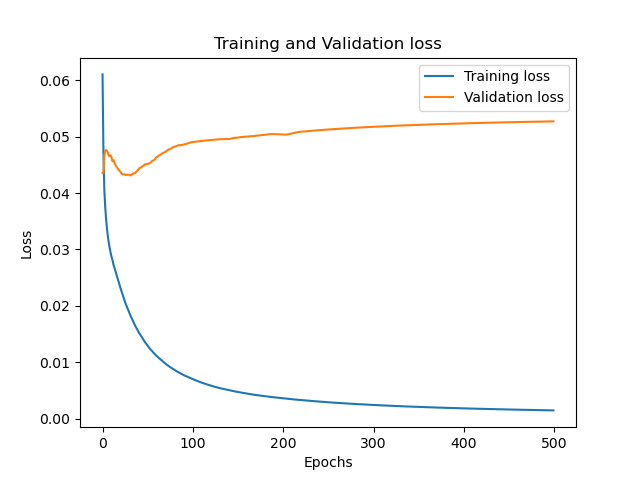 Training and Validation loss
Training loss
Validation loss
0.06
0.05
0.04
0.03
0.02
0.01
0.00
Loss
0 100 200 300 400 500
Epochs